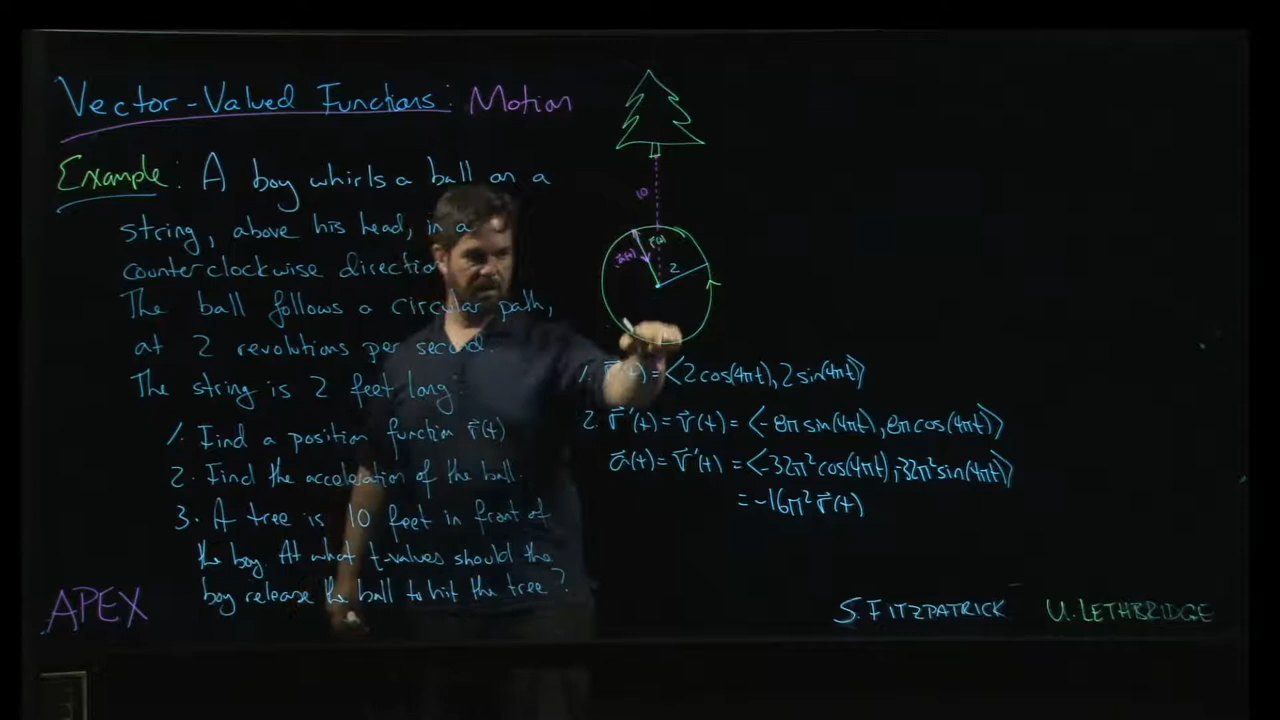 Vector-Valued Functions: Motion
Example: A boy whirls a ball on a
string, above his head, in a
counterclockwise direction
The ball follows a circular path,
at 2 revolutions per second.
The string is 2 feet long.
1. Find a position function r⃗(t)
2. Find the acceleration of the ball.
3. A tree is 10 feet in front of
the boy. At what t-values should the
boy release the ball to hit the tree?
APEX
10
r⃗(t)
a⃗(t)
2
1. r⃗(t) = ⟨2cos(4πt), 2sin(4πt)⟩
2. r⃗'(t) = v⃗(t) = ⟨-8π sin(4πt), 8π cos(4πt)⟩
a⃗(t) = v⃗'(t) = ⟨-32π² cos(4πt), -32π² sin(4πt)⟩
= -16π² r⃗(t)
S. FITZPATRICK U. LETHBRIDGE